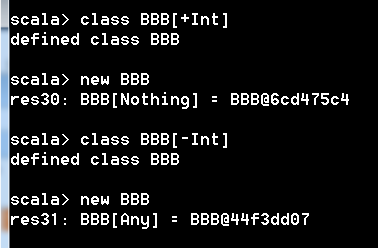 scala> class BBB[+Int]
defined class BBB
scala> new BBB
res30: BBB[Nothing] = BBB@6cd475c4
scala> class BBB[-Int]
defined class BBB
scala> new BBB
res31: BBB[Any] = BBB@44f3dd07